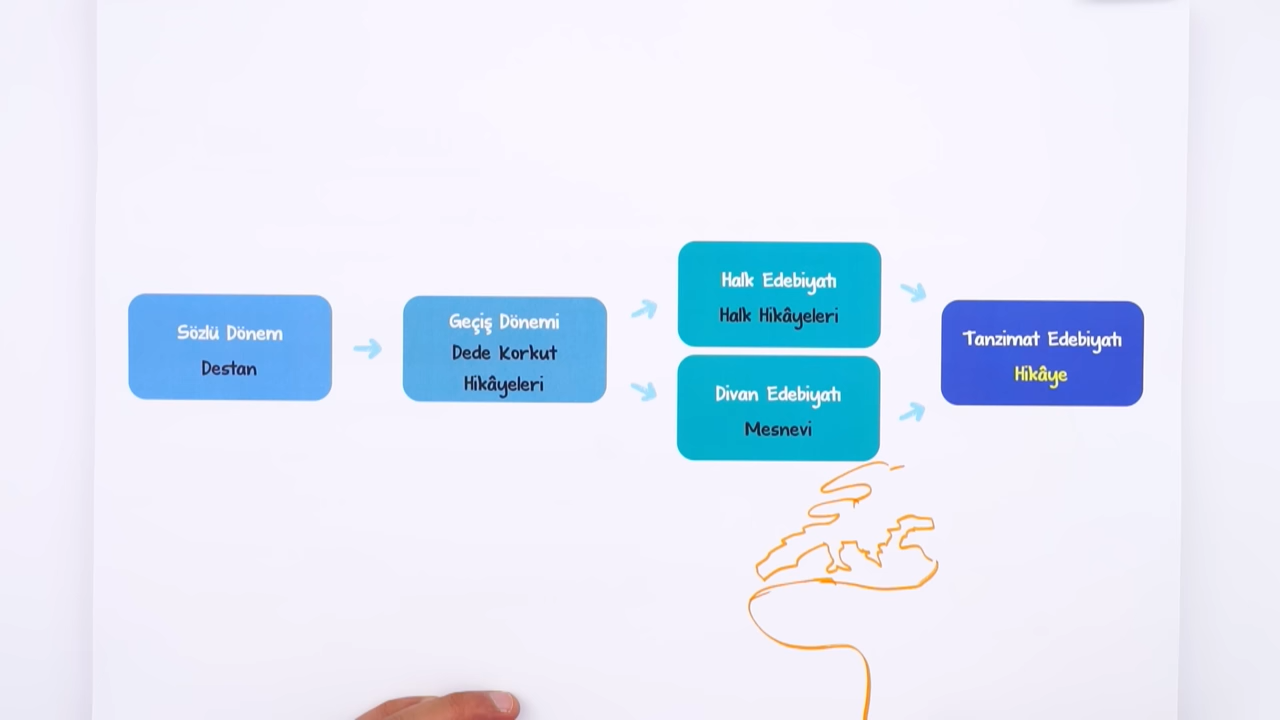 Sözlü Dönem
Destan
Geçiş Dönemi
Dede Korkut
Hikâyeleri
Halk Edebiyatı
Halk Hikâyeleri
Divan Edebiyatı
Mesnevi
Tanzimat Edebiyatı
Hikâye